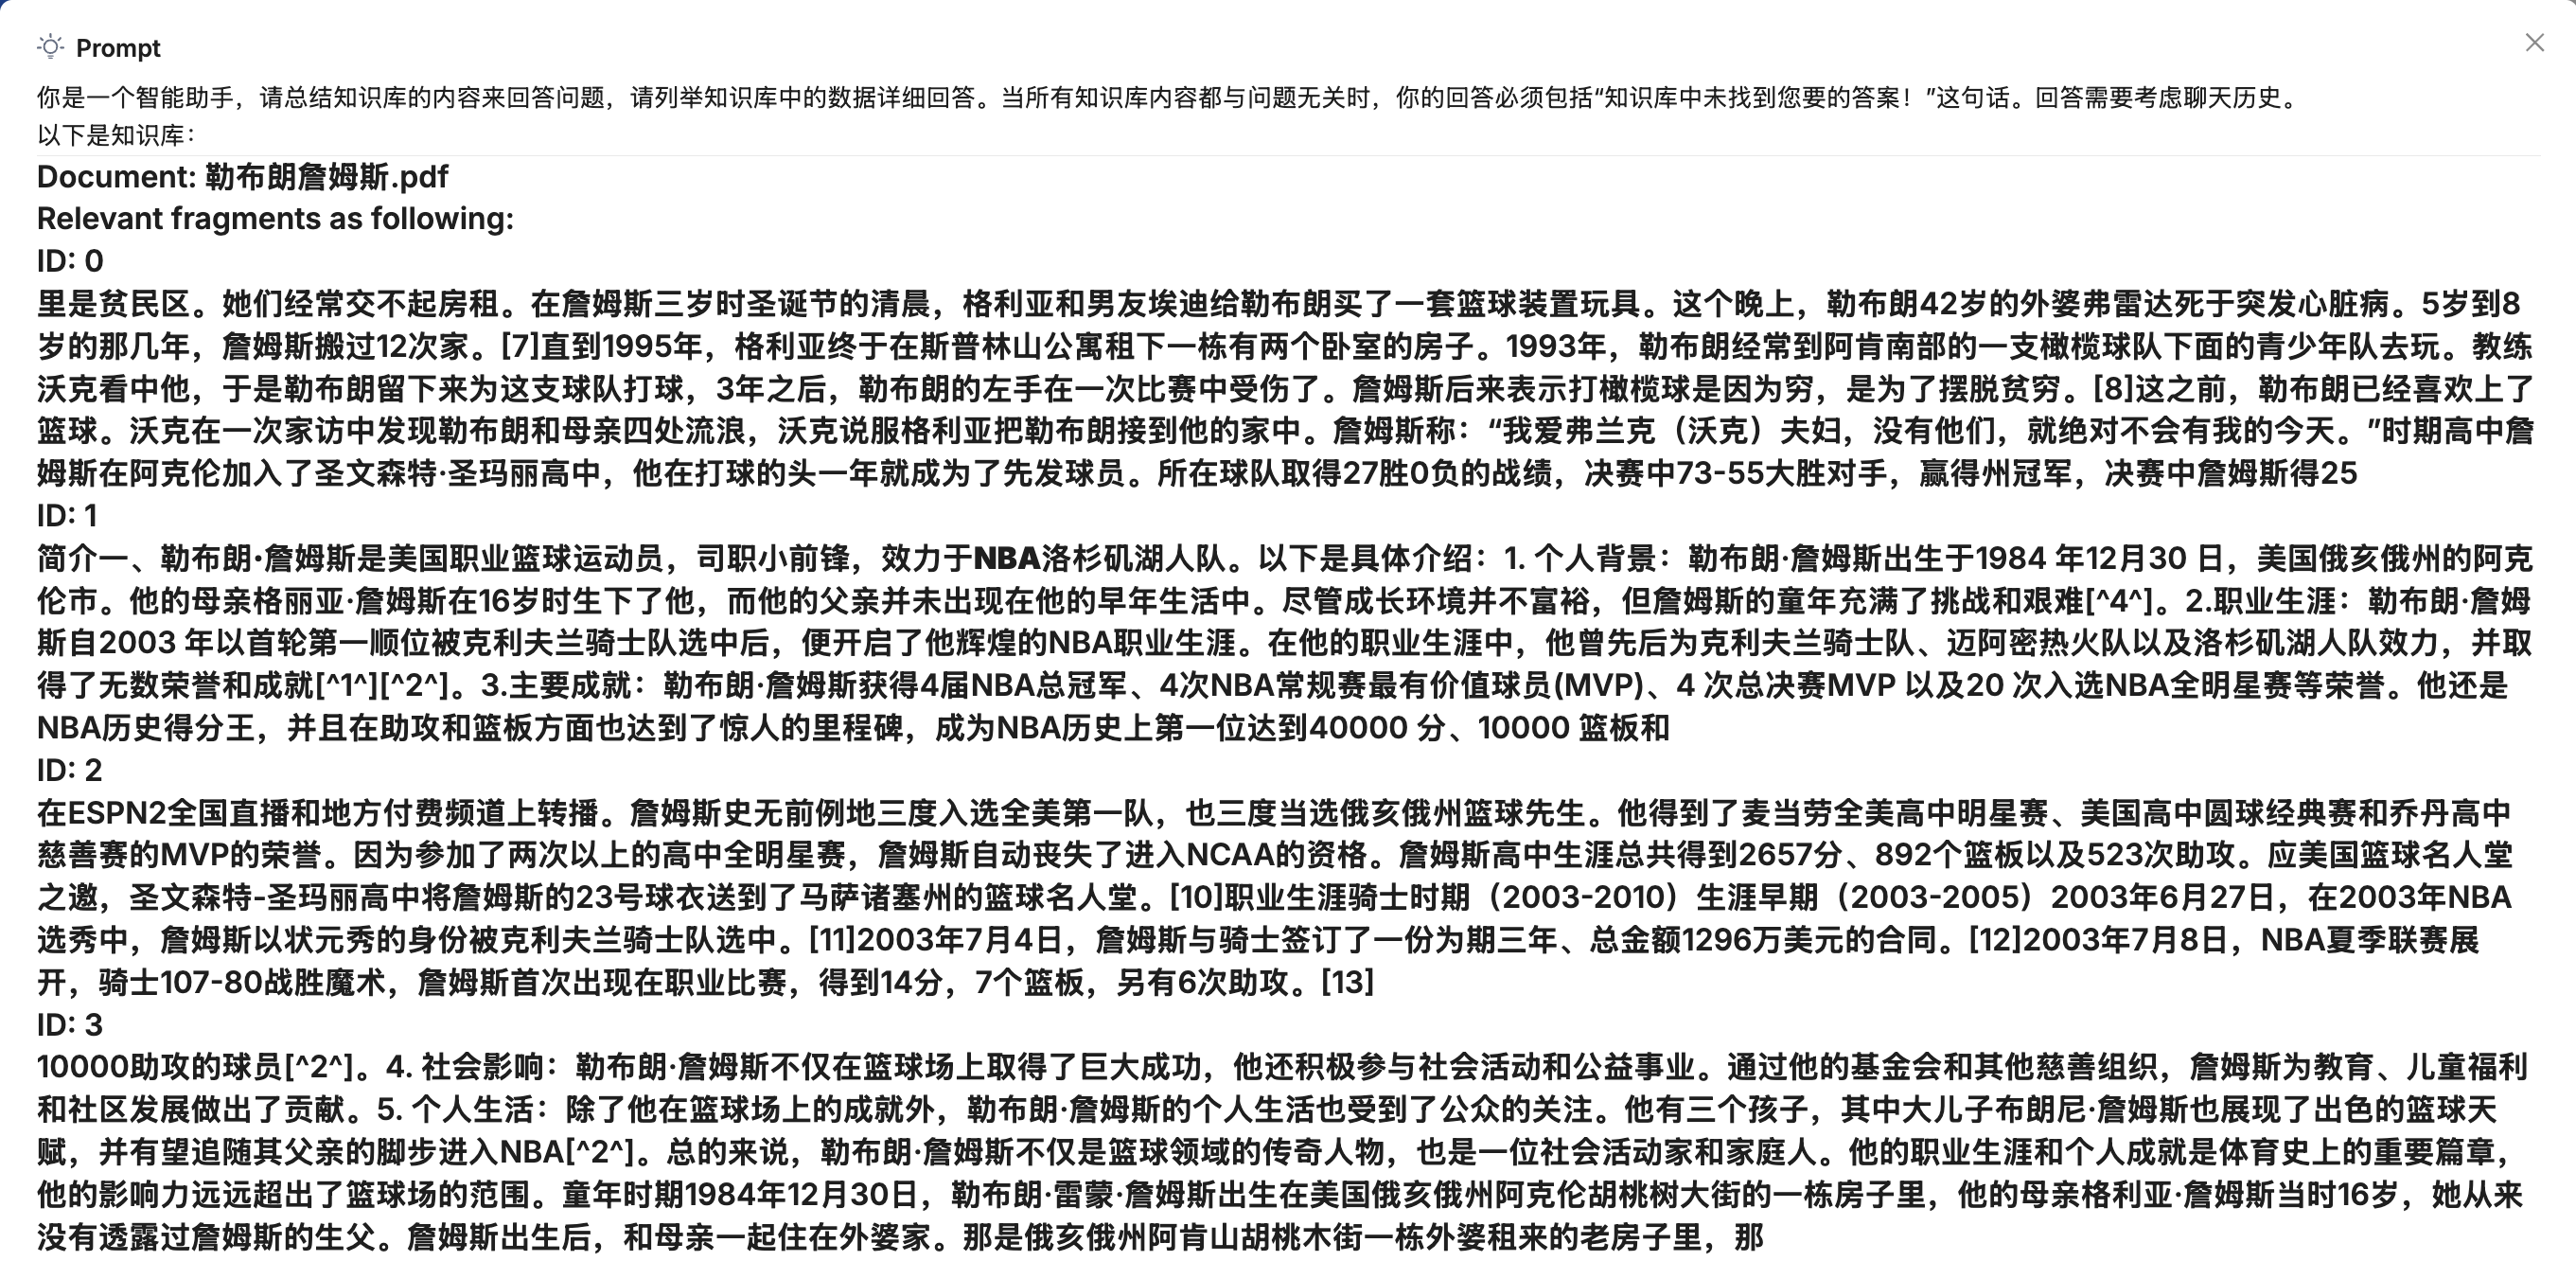 Prompt
你是一个智能助手，请总结知识库的内容来回答问题，请列举知识库中的数据详细回答。当所有知识库内容都与问题无关时，你的回答必须包括“知识库中未找到您要的答案！”这句话。回答需要考虑聊天历史。
以下是知识库：
Document: 勒布朗詹姆斯.pdf
Relevant fragments as following:
ID: 0
里是贫民区。她们经常交不起房租。在詹姆斯三岁时圣诞节的清晨，格利亚和男友埃迪给勒布朗买了一套篮球装置玩具。这个晚上，勒布朗42岁的外婆弗雷达死于突发心脏病。5岁到8
岁的那几年，詹姆斯搬过12次家。[7]直到1995年，格利亚终于在斯普林山公寓租下一栋有两个卧室的房子。1993年，勒布朗经常到阿肯南部的一支橄榄球队下面的青少年队去玩。教练
沃克看中他，于是勒布朗留下来为这支球队打球，3年之后，勒布朗的左手在一次比赛中受伤了。詹姆斯后来表示打橄榄球是因为穷，是为了摆脱贫穷。[8]这之前，勒布朗已经喜欢上了
篮球。沃克在一次家访中发现勒布朗和母亲四处流浪，沃克说服格利亚把勒布朗接到他的家中。詹姆斯称：“我爱弗兰克（沃克）夫妇，没有他们，就绝对不会有我的今天。”时期高中詹
姆斯在阿克伦加入了圣文森特·圣玛丽高中，他在打球的头一年就成为了先发球员。所在球队取得27胜0负的战绩，决赛中73-55大胜对手，赢得州冠军，决赛中詹姆斯得25
ID: 1
简介一、勒布朗·詹姆斯是美国职业篮球运动员，司职小前锋，效力于NBA洛杉矶湖人队。以下是具体介绍：1. 个人背景：勒布朗·詹姆斯出生于1984 年12月30 日，美国俄亥俄州的阿克
伦市。他的母亲格丽亚·詹姆斯在16岁时生下了他，而他的父亲并未出现在他的早年生活中。尽管成长环境并不富裕，但詹姆斯的童年充满了挑战和艰难[^4^]。2.职业生涯：勒布朗·詹姆
斯自2003 年以首轮第一顺位被克利夫兰骑士队选中后，便开启了他辉煌的NBA职业生涯。在他的职业生涯中，他曾先后为克利夫兰骑士队、迈阿密热火队以及洛杉矶湖人队效力，并取
得了无数荣誉和成就[^1^][^2^]。3.主要成就：勒布朗·詹姆斯获得4届NBA总冠军、4次NBA常规赛最有价值球员(MVP)、4 次总决赛MVP 以及20 次入选NBA全明星赛等荣誉。他还是
NBA历史得分王，并且在助攻和篮板方面也达到了惊人的里程碑，成为NBA历史上第一位达到40000 分、10000 篮板和
ID: 2
在ESPN2全国直播和地方付费频道上转播。詹姆斯史无前例地三度入选全美第一队，也三度当选俄亥俄州篮球先生。他得到了麦当劳全美高中明星赛、美国高中圆球经典赛和乔丹高中
慈善赛的MVP的荣誉。因为参加了两次以上的高中全明星赛，詹姆斯自动丧失了进入NCAA的资格。詹姆斯高中生涯总共得到2657分、892个篮板以及523次助攻。应美国篮球名人堂
之邀，圣文森特-圣玛丽高中将詹姆斯的23号球衣送到了马萨诸塞州的篮球名人堂。[10]职业生涯骑士时期（2003-2010）生涯早期（2003-2005）2003年6月27日，在2003年NBA
选秀中，詹姆斯以状元秀的身份被克利夫兰骑士队选中。[11]2003年7月4日，詹姆斯与骑士签订了一份为期三年、总金额1296万美元的合同。[12]2003年7月8日，NBA夏季联赛展
开，骑士107-80战胜魔术，詹姆斯首次出现在职业比赛，得到14分，7个篮板，另有6次助攻。[13]
ID: 3
10000助攻的球员[^2^]。4. 社会影响：勒布朗·詹姆斯不仅在篮球场上取得了巨大成功，他还积极参与社会活动和公益事业。通过他的基金会和其他慈善组织，詹姆斯为教育、儿童福利
和社区发展做出了贡献。5. 个人生活：除了他在篮球场上的成就外，勒布朗·詹姆斯的个人生活也受到了公众的关注。他有三个孩子，其中大儿子布朗尼·詹姆斯也展现了出色的篮球天
赋，并有望追随其父亲的脚步进入NBA[^2^]。总的来说，勒布朗·詹姆斯不仅是篮球领域的传奇人物，也是一位社会活动家和家庭人。他的职业生涯和个人成就是体育史上的重要篇章，
他的影响力远远超出了篮球场的范围。童年时期1984年12月30日，勒布朗·雷蒙·詹姆斯出生在美国俄亥俄州阿克伦胡桃树大街的一栋房子里，他的母亲格利亚·詹姆斯当时16岁，她从来
没有透露过詹姆斯的生父。詹姆斯出生后，和母亲一起住在外婆家。那是俄亥俄州阿肯山胡桃木街一栋外婆租来的老房子里，那